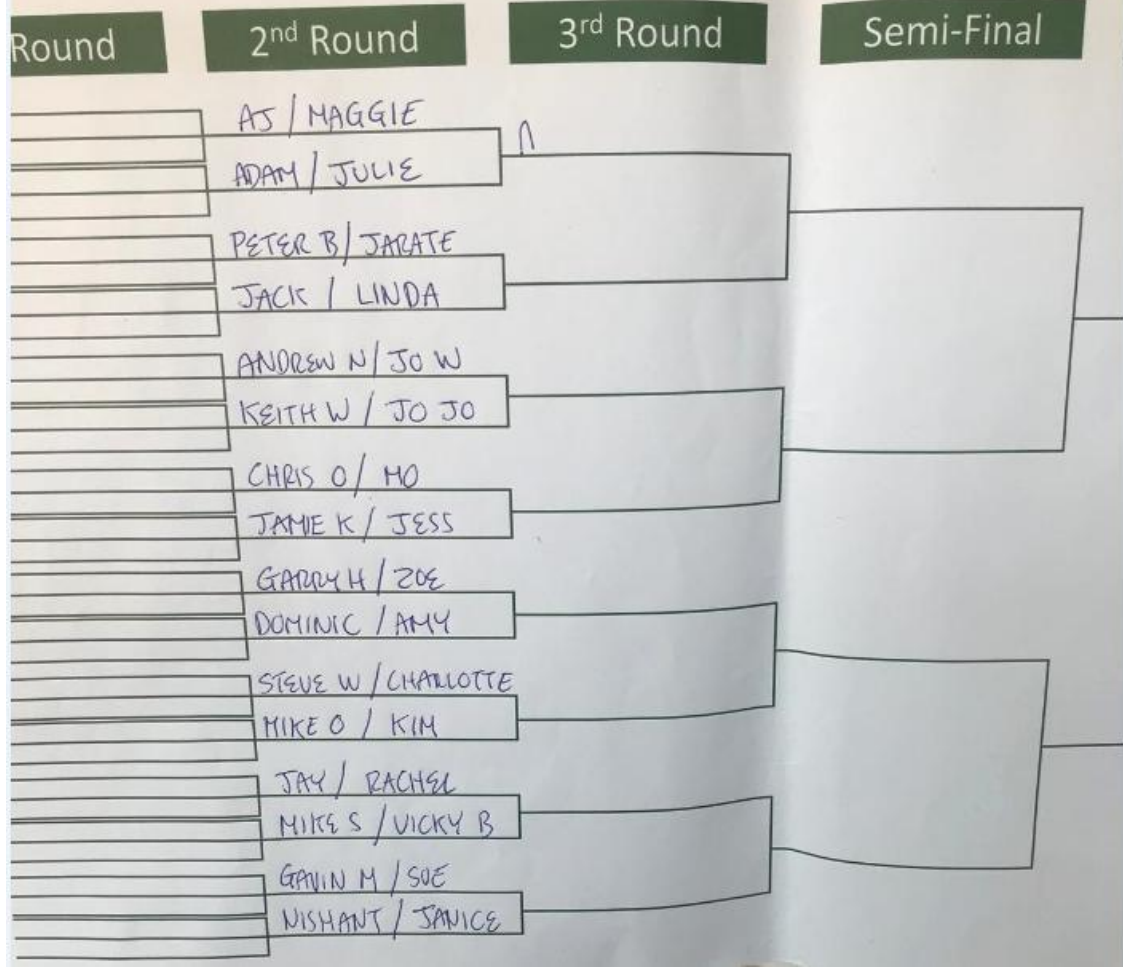 Round
2nd Round
3rd Round
Semi-Final
AJ / MAGGIE
ADAM / JULIE
PETER B / JARATE
JACK / LINDA
ANDREW N / JO W
KEITH W / JO JO
CHRIS O / MO
JAMIE K / JESS
GARRY H / ZOE
DOMINIC / AMY
STEVE W / CHARLOTTE
MIKE O / KIM
JAY / RACHEL
MIKE S / VICKY B
GAVIN M / SUE
NISHANT / JANICE